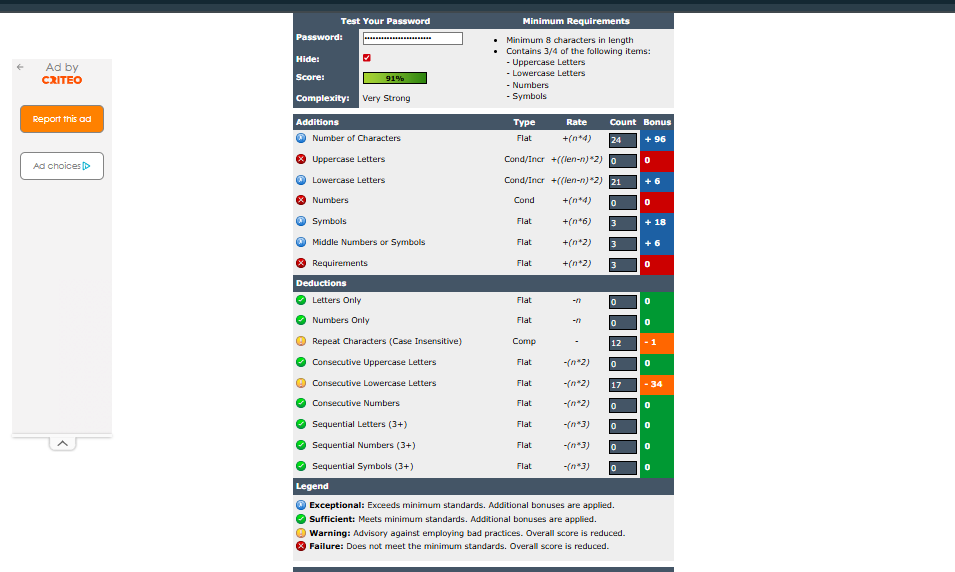 Ad by
CRITEO
Report this ad
Ad choices
Test Your Password Minimum Requirements
Password: ••••••••••••••••••••••••
Hide:
Score: 91%
Complexity: Very Strong
• Minimum 8 characters in length
• Contains 3/4 of the following items:
- Uppercase Letters
- Lowercase Letters
- Numbers
- Symbols
Additions Type Rate Count Bonus
Number of Characters Flat +(n*4) 24 + 96
Uppercase Letters Cond/Incr +((len-n)*2) 0 0
Lowercase Letters Cond/Incr +((len-n)*2) 21 + 6
Numbers Cond +(n*4) 0 0
Symbols Flat +(n*6) 3 + 18
Middle Numbers or Symbols Flat +(n*2) 3 + 6
Requirements Flat +(n*2) 3 0
Deductions
Letters Only Flat -n 0 0
Numbers Only Flat -n 0 0
Repeat Characters (Case Insensitive) Comp - 12 - 1
Consecutive Uppercase Letters Flat -(n*2) 0 0
Consecutive Lowercase Letters Flat -(n*2) 17 - 34
Consecutive Numbers Flat -(n*2) 0 0
Sequential Letters (3+) Flat -(n*3) 0 0
Sequential Numbers (3+) Flat -(n*3) 0 0
Sequential Symbols (3+) Flat -(n*3) 0 0
Legend
Exceptional: Exceeds minimum standards. Additional bonuses are applied.
Sufficient: Meets minimum standards. Additional bonuses are applied.
Warning: Advisory against employing bad practices. Overall score is reduced.
Failure: Does not meet the minimum standards. Overall score is reduced.